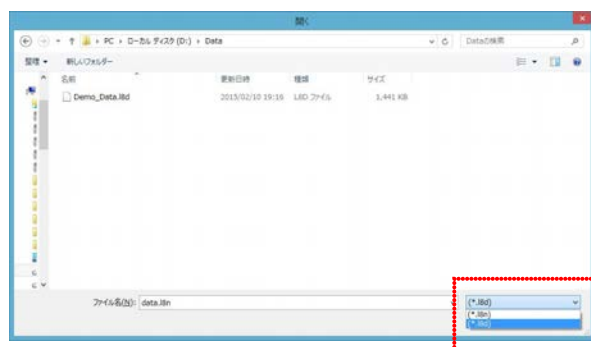 開く
PC ▸ ローカル ディスク (D:) ▸ Data
Dataの検索
整理 ▾ 新しいフォルダー
名前 更新日時 種類 サイズ
Demo_Data.l8d 2015/02/10 19:16 L8D ファイル 1,441 KB
ファイル名(N): data.l8n
(*.l8d)
(*.l8n)
(*.l8d)